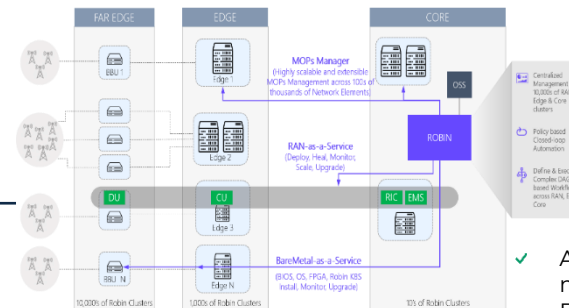 FAR EDGE
EDGE
CORE
BBU 1
Edge 1
MOPs Manager
(Highly scalable and extensible
MOPs Management across 100s of
thousands of Network Elements)
OSS
ROBIN
Centralized
Management
10,000s of RAN
Edge & Core
clusters
Policy based
Closed-loop
Automation
Define & Exec
Complex DAG
based Workfl
across RAN, E
Core
Edge 2
RAN-as-a-Service
(Deploy, Heal, Monitor,
Scale, Upgrade)
DU
CU
RIC
EMS
Edge 3
BareMetal-as-a-Service
(BIOS, OS, FPGA, Robin K8S
Install, Monitor, Upgrade)
BBU N
Edge N
10,000s of Robin Clusters
1,000s of Robin Clusters
10's of Robin Clusters